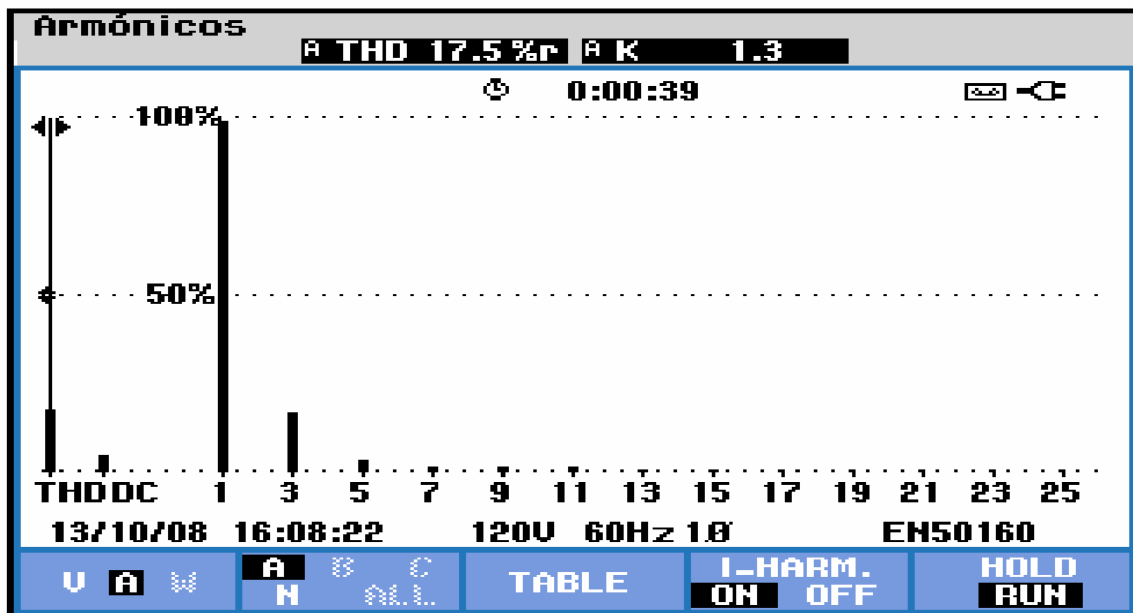 Armónicos
A THD 17.5 %r A K 1.3
0:00:39
100%
50%
THD DC 1 3 5 7 9 11 13 15 17 19 21 23 25
13/10/08 16:08:22 120V 60Hz 1Ø EN50160
V A W A B C N ALL TABLE I-HARM. ON OFF HOLD RUN